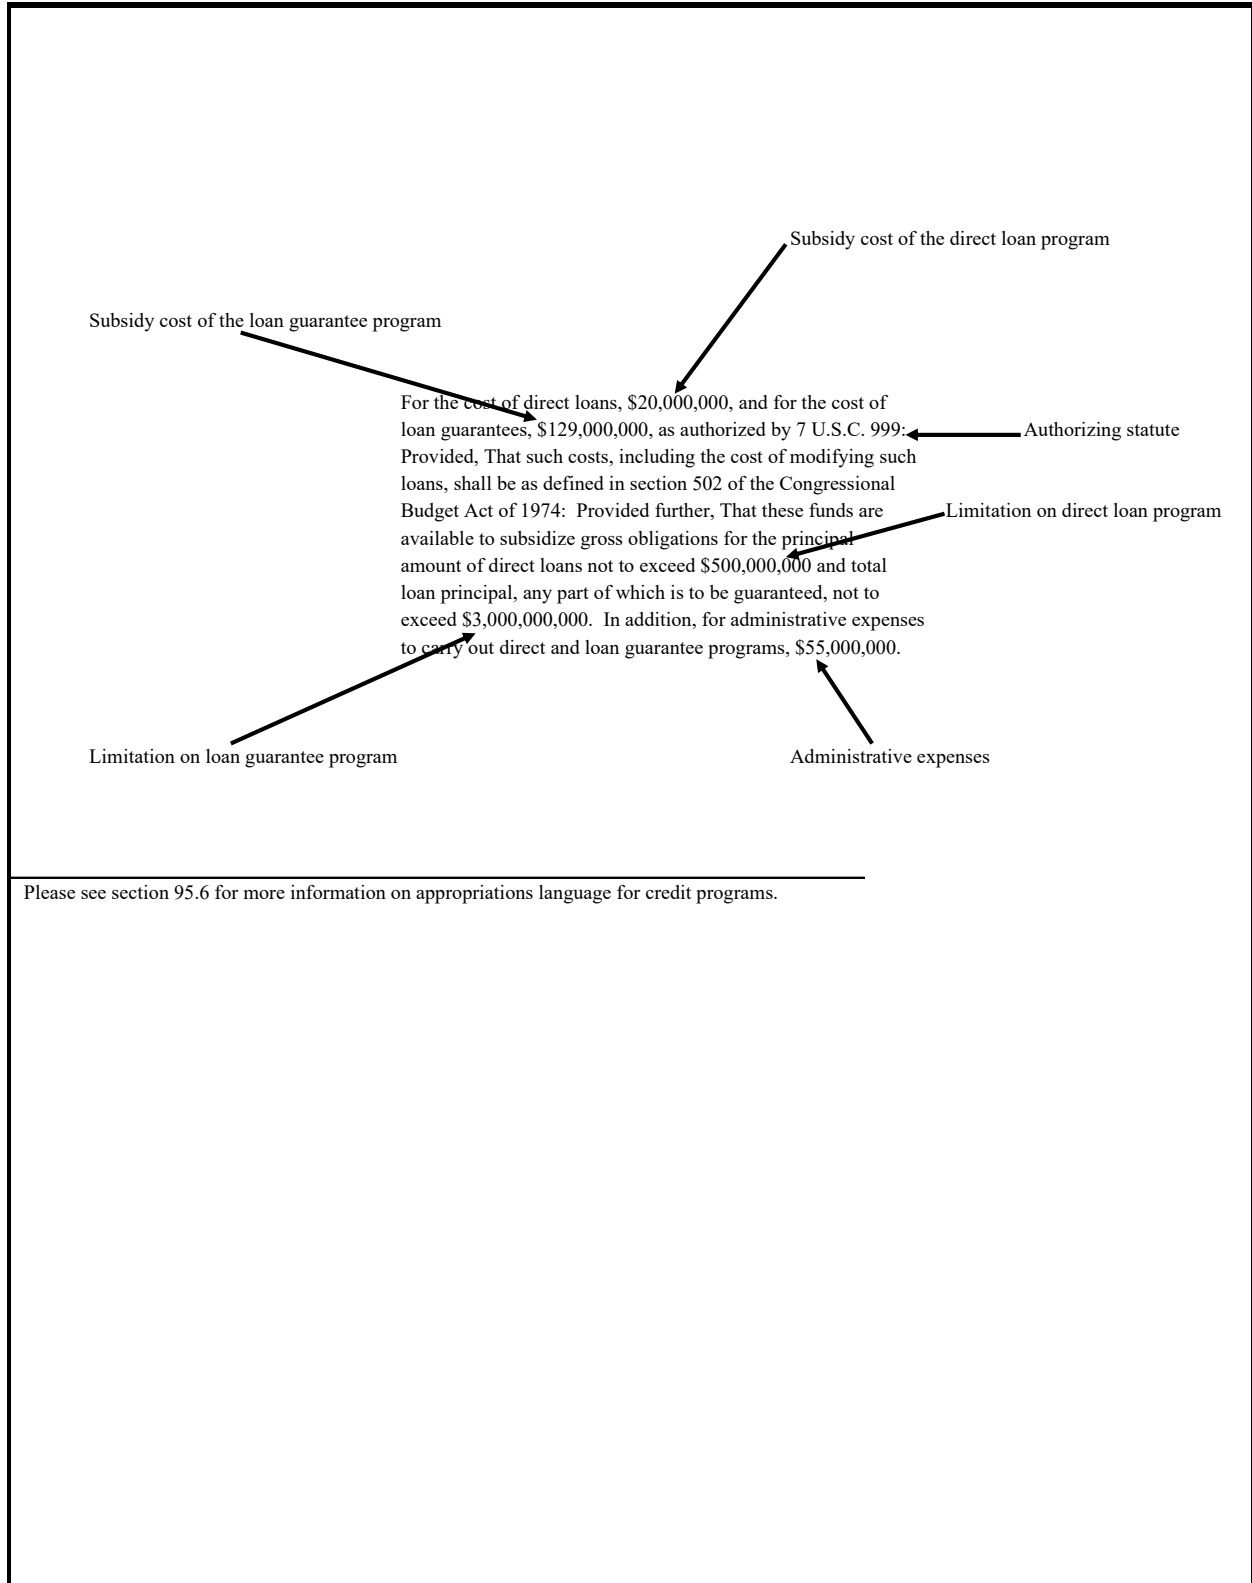 Subsidy cost of the direct loan program
Subsidy cost of the loan guarantee program
For the cost of direct loans, $20,000,000, and for the cost of
loan guarantees, $129,000,000, as authorized by 7 U.S.C. 999:
Authorizing statute
Provided, That such costs, including the cost of modifying such
loans, shall be as defined in section 502 of the Congressional
Budget Act of 1974:  Provided further, That these funds are
Limitation on direct loan program
available to subsidize gross obligations for the principal
amount of direct loans not to exceed $500,000,000 and total
loan principal, any part of which is to be guaranteed, not to
exceed $3,000,000,000.  In addition, for administrative expenses
to carry out direct and loan guarantee programs, $55,000,000.
Limitation on loan guarantee program
Administrative expenses
Please see section 95.6 for more information on appropriations language for credit programs.